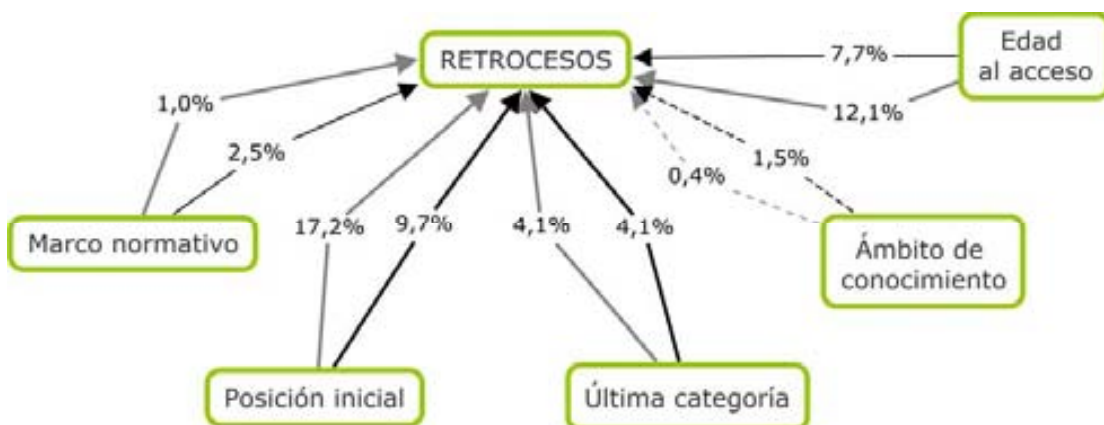 RETROCESOS
Edad
al acceso
7,7%
12,1%
1,0%
2,5%
1,5%
0,4%
17,2%
9,7%
4,1%
4,1%
Marco normativo
Ámbito de
conocimiento
Posición inicial
Última categoría